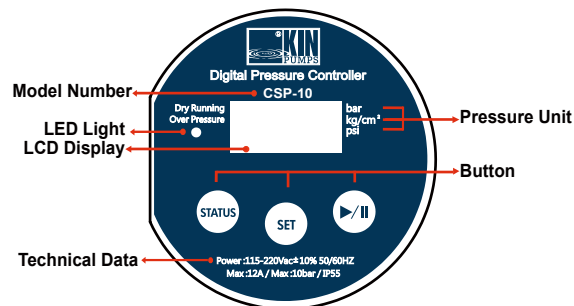 KIN
PUMPS
Digital Pressure Controller
Model Number
CSP-10
Dry Running
Over Pressure
bar
kg/cm²
psi
Pressure Unit
LED Light
LCD Display
Button
STATUS
SET
▶/II
Technical Data
Power :115-220Vac±10% 50/60HZ
Max :12A / Max :10bar / IP55